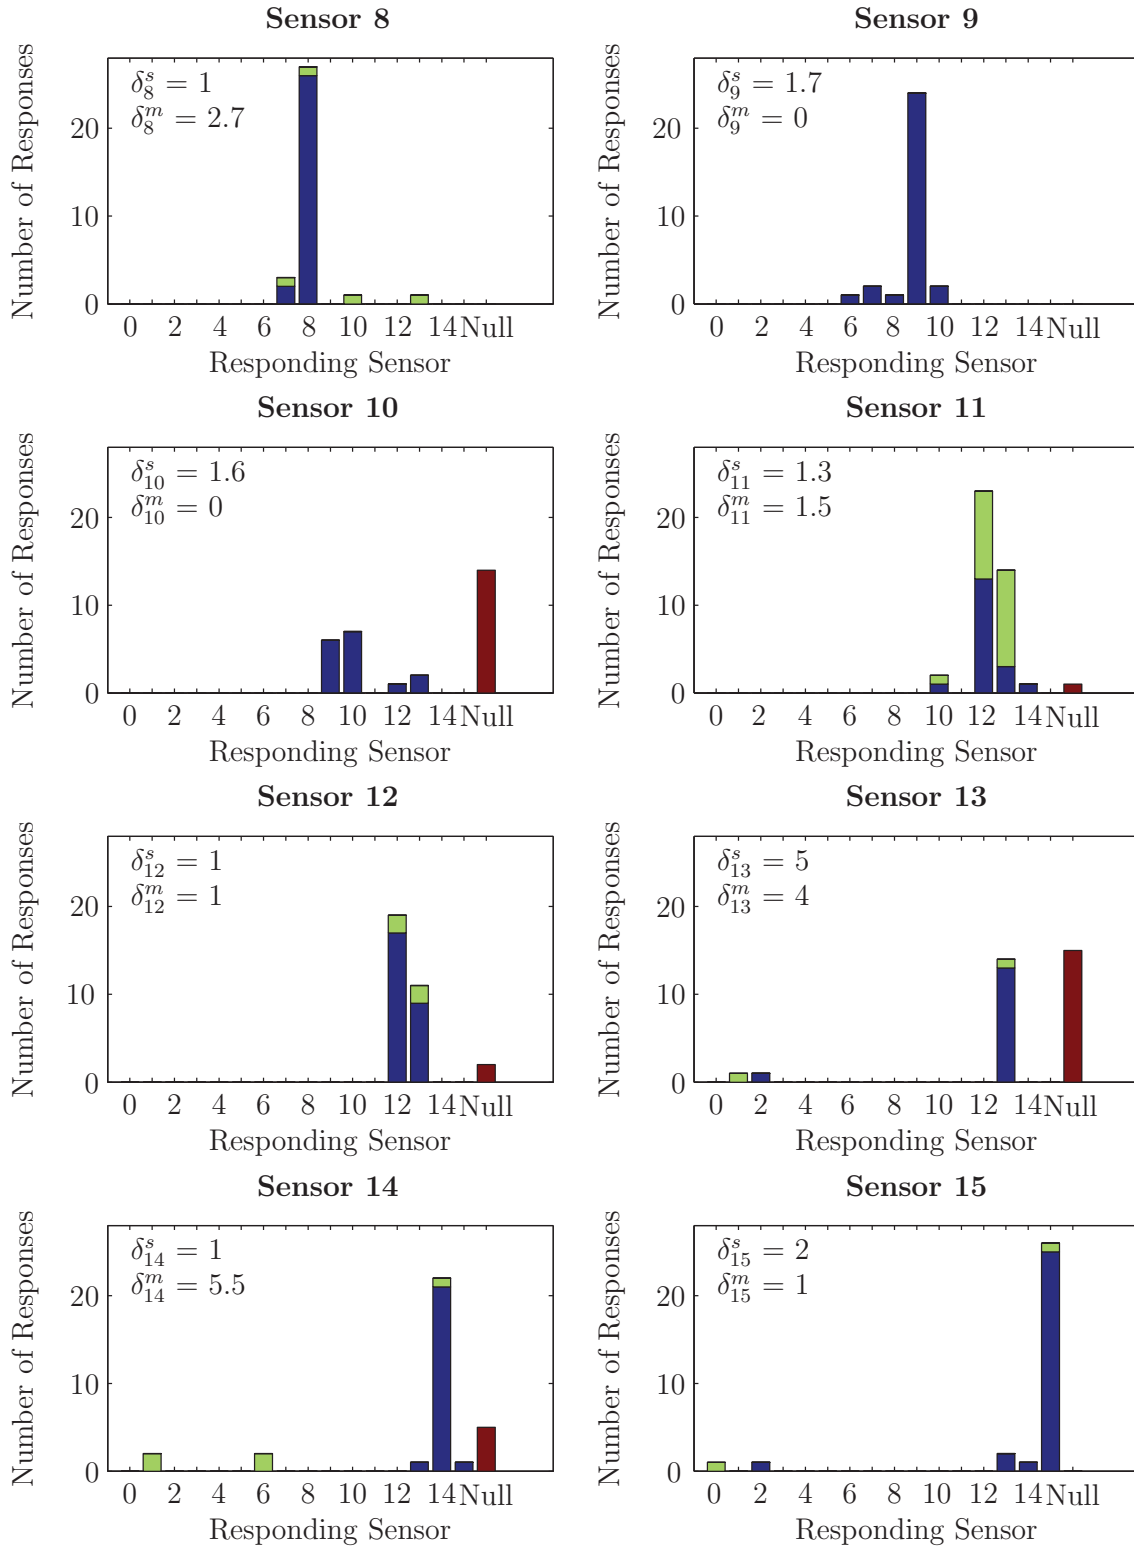 Sensor 8
Sensor 9
Number of Responses
δ₈ˢ = 1
δ₈ᵐ = 2.7
20
10
0
0 2 4 6 8 10 12 14 Null
Responding Sensor
Number of Responses
δ₉ˢ = 1.7
δ₉ᵐ = 0
20
10
0
0 2 4 6 8 10 12 14 Null
Responding Sensor
Sensor 10
Sensor 11
Number of Responses
δ₁₀ˢ = 1.6
δ₁₀ᵐ = 0
20
10
0
0 2 4 6 8 10 12 14 Null
Responding Sensor
Number of Responses
δ₁₁ˢ = 1.3
δ₁₁ᵐ = 1.5
20
10
0
0 2 4 6 8 10 12 14 Null
Responding Sensor
Sensor 12
Sensor 13
Number of Responses
δ₁₂ˢ = 1
δ₁₂ᵐ = 1
20
10
0
0 2 4 6 8 10 12 14 Null
Responding Sensor
Number of Responses
δ₁₃ˢ = 5
δ₁₃ᵐ = 4
20
10
0
0 2 4 6 8 10 12 14 Null
Responding Sensor
Sensor 14
Sensor 15
Number of Responses
δ₁₄ˢ = 1
δ₁₄ᵐ = 5.5
20
10
0
0 2 4 6 8 10 12 14 Null
Responding Sensor
Number of Responses
δ₁₅ˢ = 2
δ₁₅ᵐ = 1
20
10
0
0 2 4 6 8 10 12 14 Null
Responding Sensor